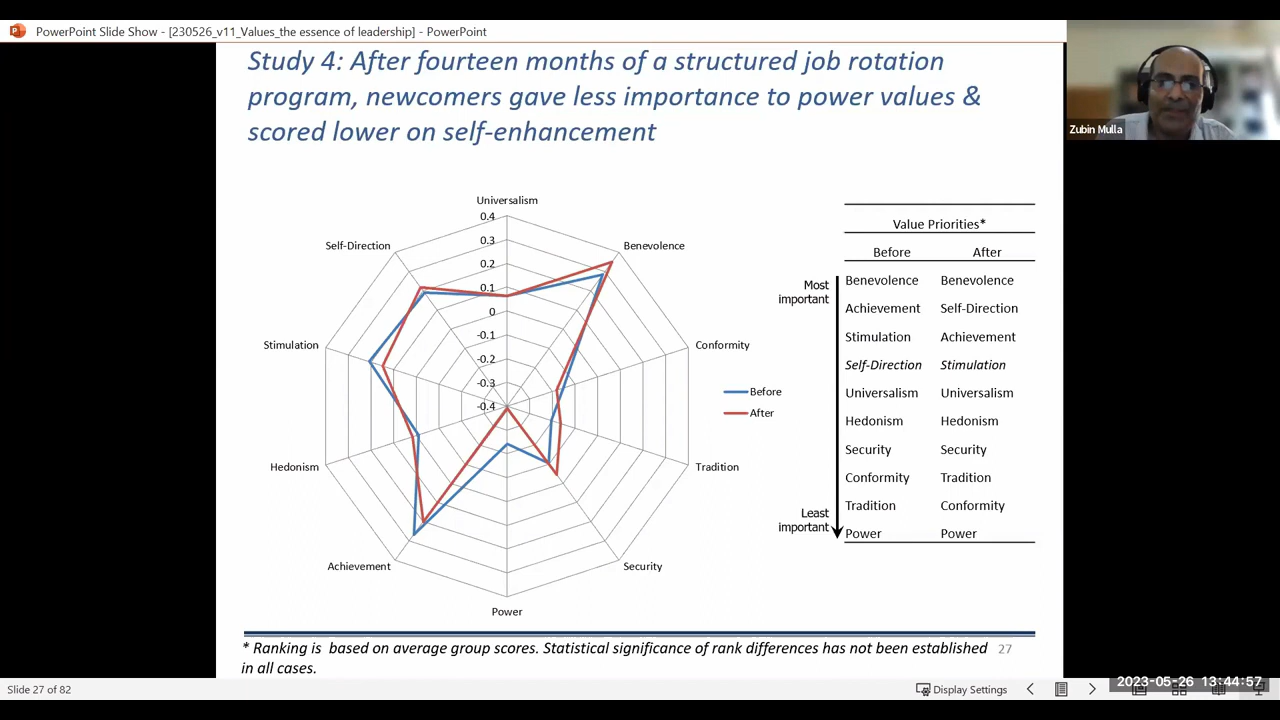 PowerPoint Slide Show - [230526_v11_Values_the essence of leadership] - PowerPoint
Zubin Mulla
Study 4: After fourteen months of a structured job rotation
program, newcomers gave less importance to power values &
scored lower on self-enhancement
Universalism
Benevolence
Conformity
Tradition
Security
Power
Achievement
Hedonism
Stimulation
Self-Direction
0.4
0.3
0.2
0.1
0
-0.1
-0.2
-0.3
-0.4
Before
After
Value Priorities*
Before After
Most
important
Benevolence Benevolence
Achievement Self-Direction
Stimulation Achievement
Self-Direction Stimulation
Universalism Universalism
Hedonism Hedonism
Security Security
Conformity Tradition
Tradition Conformity
Power Power
Least
important
* Ranking is based on average group scores. Statistical significance of rank differences has not been established
in all cases.
27
Slide 27 of 82
Display Settings
2023-05-26 13:44:57